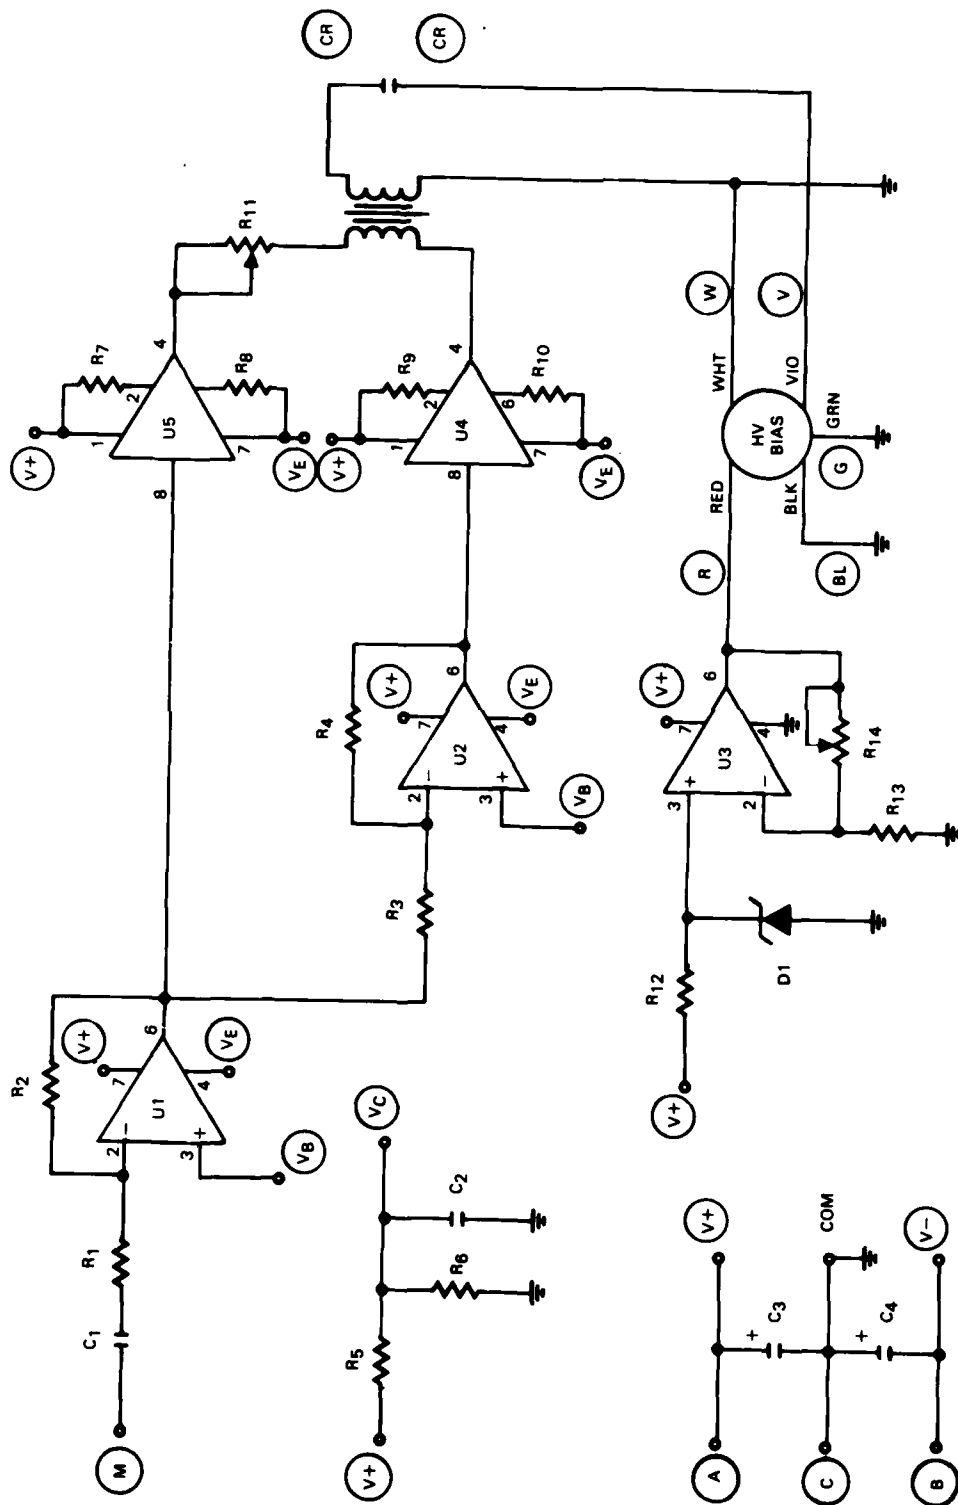 M
C1
R1
R2
2
−
3
+
U1
7
4
6
V+
VE
VB
R3
R4
2
−
3
+
U2
7
4
6
V+
VE
VB
8
U5
1
2
7
4
V+
VE
R7
R8
R11
8
U4
1
2
6
7
4
V+
VE
R9
R10
CR
CR
V+
R5
R6
C2
VC
V+
R12
D1
3
+
2
−
U3
7
4
6
V+
R13
R14
R
RED
BLK
BL
HV
BIAS
WHT
VIO
GRN
G
W
V
A
C
B
+
C3
+
C4
V+
COM
V−